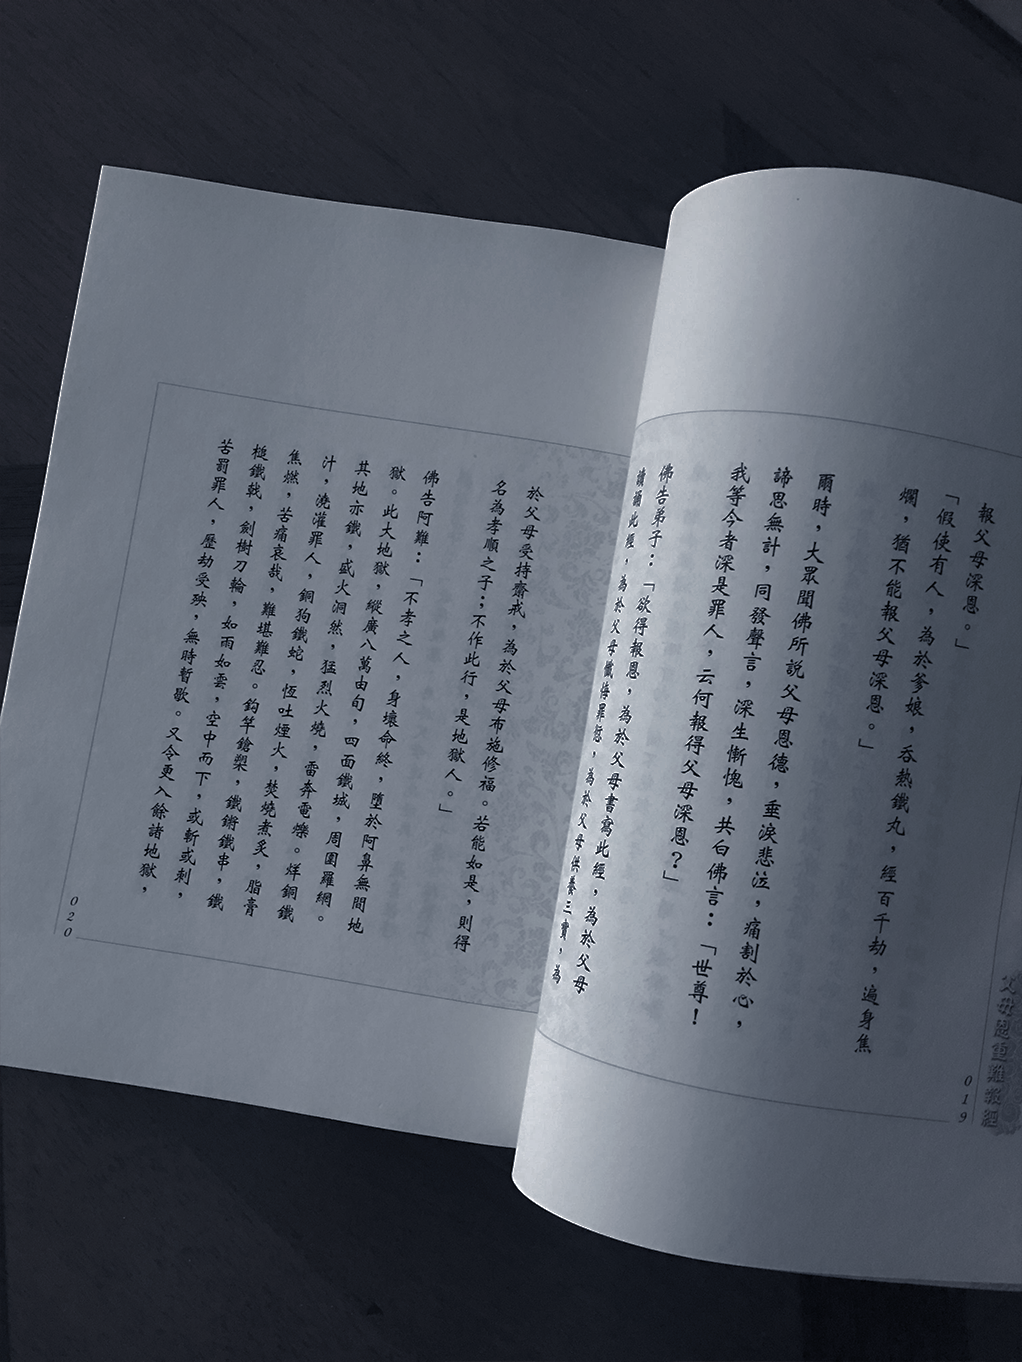 報父母深恩。」
「假使有人，為於爹娘，吞熱鐵丸，經百千劫，遍身焦
爛，猶不能報父母深恩。」
爾時，大眾聞佛所說父母恩德，垂淚悲泣，痛割於心，
諦思無計，同發聲言，深生慚愧，共白佛言：「世尊！
我等今者深是罪人，云何報得父母深恩？」
佛告弟子：「欲得報恩，為於父母書寫此經，為於父母
讀誦此經，為於父母懺悔罪愆，為於父母供養三寶，為
父母恩重難報經
019
於父母受持齋戒，為於父母布施修福。若能如是，則得
名為孝順之子；不作此行，是地獄人。」
佛告阿難：「不孝之人，身壞命終，墮於阿鼻無間地
獄。此大地獄，縱廣八萬由旬，四面鐵城，周圍羅網。
其地亦鐵，盛火洞然，猛烈火燒，雷奔電爍。烊銅鐵
汁，澆灌罪人，銅狗鐵蛇，恆吐煙火，焚燒煮炙，脂膏
焦燃，苦痛哀哉，難堪難忍。鈎竿鎗槊，鐵鏘鐵串，鐵
槌鐵戟，劍樹刀輪，如雨如雲，空中而下，或斬或刺，
苦罰罪人，歷劫受殃，無時暫歇。又令更入餘諸地獄，
020